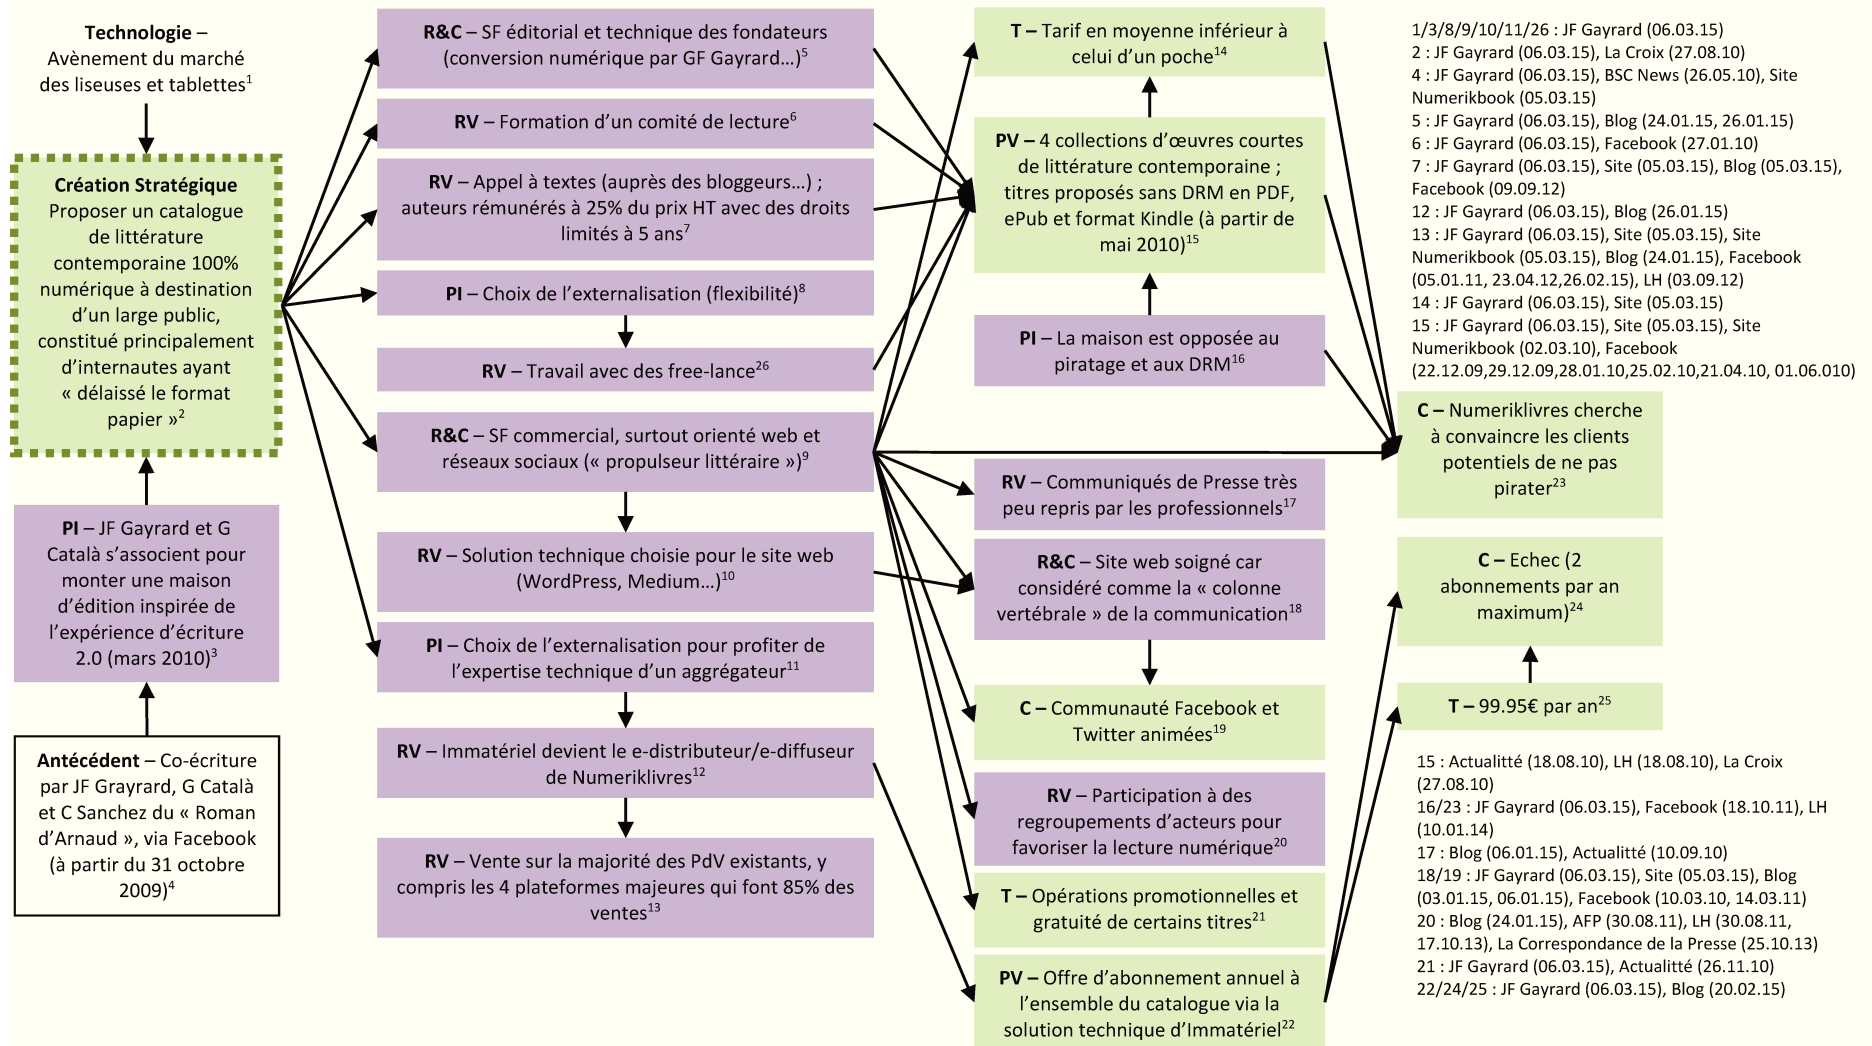 Technologie –
Avènement du marché
des liseuses et tablettes1
Création Stratégique
Proposer un catalogue
de littérature
contemporaine 100%
numérique à destination
d’un large public,
constitué principalement
d’internautes ayant
« délaissé le format
papier »2
PI – JF Gayrard et G
Català s’associent pour
monter une maison
d’édition inspirée de
l’expérience d’écriture
2.0 (mars 2010)3
Antécédent – Co-écriture
par JF Grayrard, G Català
et C Sanchez du « Roman
d’Arnaud », via Facebook
(à partir du 31 octobre
2009)4
R&C – SF éditorial et technique des fondateurs
(conversion numérique par GF Gayrard…)5
RV – Formation d’un comité de lecture6
RV – Appel à textes (auprès des bloggeurs…) ;
auteurs rémunérés à 25% du prix HT avec des droits
limités à 5 ans7
PI – Choix de l’externalisation (flexibilité)8
RV – Travail avec des free-lance26
R&C – SF commercial, surtout orienté web et
réseaux sociaux (« propulseur littéraire »)9
RV – Solution technique choisie pour le site web
(WordPress, Medium…)10
PI – Choix de l’externalisation pour profiter de
l’expertise technique d’un aggrégateur11
RV – Immatériel devient le e-distributeur/e-diffuseur
de Numeriklivres12
RV – Vente sur la majorité des PdV existants, y
compris les 4 plateformes majeures qui font 85% des
ventes13
T – Tarif en moyenne inférieur à
celui d’un poche14
PV – 4 collections d’œuvres courtes
de littérature contemporaine ;
titres proposés sans DRM en PDF,
ePub et format Kindle (à partir de
mai 2010)15
PI – La maison est opposée au
piratage et aux DRM16
RV – Communiqués de Presse très
peu repris par les professionnels17
R&C – Site web soigné car
considéré comme la « colonne
vertébrale » de la communication18
C – Communauté Facebook et
Twitter animées19
RV – Participation à des
regroupements d’acteurs pour
favoriser la lecture numérique20
T – Opérations promotionnelles et
gratuité de certains titres21
PV – Offre d’abonnement annuel à
l’ensemble du catalogue via la
solution technique d’Immatériel22
1/3/8/9/10/11/26 : JF Gayrard (06.03.15)
2 : JF Gayrard (06.03.15), La Croix (27.08.10)
4 : JF Gayrard (06.03.15), BSC News (26.05.10), Site
Numerikbook (05.03.15)
5 : JF Gayrard (06.03.15), Blog (24.01.15, 26.01.15)
6 : JF Gayrard (06.03.15), Facebook (27.01.10)
7 : JF Gayrard (06.03.15), Site (05.03.15), Blog (05.03.15),
Facebook (09.09.12)
12 : JF Gayrard (06.03.15), Blog (26.01.15)
13 : JF Gayrard (06.03.15), Site (05.03.15), Site
Numerikbook (05.03.15), Blog (24.01.15), Facebook
(05.01.11, 23.04.12,26.02.15), LH (03.09.12)
14 : JF Gayrard (06.03.15), Site (05.03.15)
15 : JF Gayrard (06.03.15), Site (05.03.15), Site
Numerikbook (02.03.10), Facebook
(22.12.09,29.12.09,28.01.10,25.02.10,21.04.10, 01.06.010)
C – Numeriklivres cherche
à convaincre les clients
potentiels de ne pas
pirater23
C – Echec (2
abonnements par an
maximum)24
T – 99.95€ par an25
15 : Actualitté (18.08.10), LH (18.08.10), La Croix
(27.08.10)
16/23 : JF Gayrard (06.03.15), Facebook (18.10.11), LH
(10.01.14)
17 : Blog (06.01.15), Actualitté (10.09.10)
18/19 : JF Gayrard (06.03.15), Site (05.03.15), Blog
(03.01.15, 06.01.15), Facebook (10.03.10, 14.03.11)
20 : Blog (24.01.15), AFP (30.08.11), LH (30.08.11,
17.10.13), La Correspondance de la Presse (25.10.13)
21 : JF Gayrard (06.03.15), Actualitté (26.11.10)
22/24/25 : JF Gayrard (06.03.15), Blog (20.02.15)